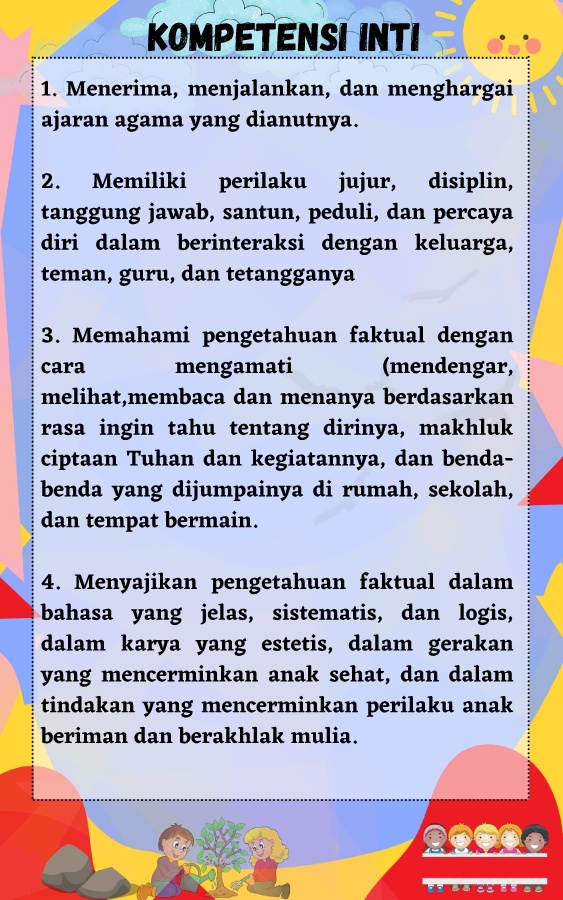 KOMPETENSI INTI
1. Menerima, menjalankan, dan menghargai
ajaran agama yang dianutnya.
2. Memiliki perilaku jujur, disiplin,
tanggung jawab, santun, peduli, dan percaya
diri dalam berinteraksi dengan keluarga,
teman, guru, dan tetangganya
3. Memahami pengetahuan faktual dengan
cara mengamati (mendengar,
melihat,membaca dan menanya berdasarkan
rasa ingin tahu tentang dirinya, makhluk
ciptaan Tuhan dan kegiatannya, dan benda-
benda yang dijumpainya di rumah, sekolah,
dan tempat bermain.
4. Menyajikan pengetahuan faktual dalam
bahasa yang jelas, sistematis, dan logis,
dalam karya yang estetis, dalam gerakan
yang mencerminkan anak sehat, dan dalam
tindakan yang mencerminkan perilaku anak
beriman dan berakhlak mulia.